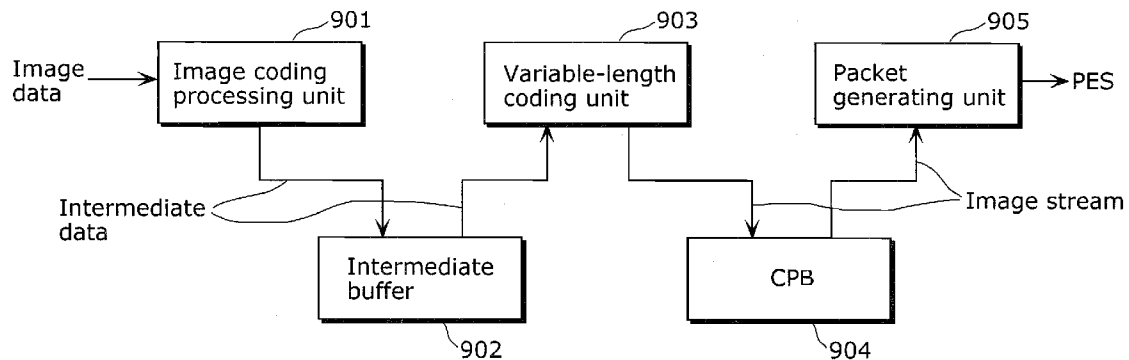 901
903
905
Image
data
Image coding
processing unit
Variable-length
coding unit
Packet
generating unit
PES
Intermediate
data
Image stream
Intermediate
buffer
CPB
902
904